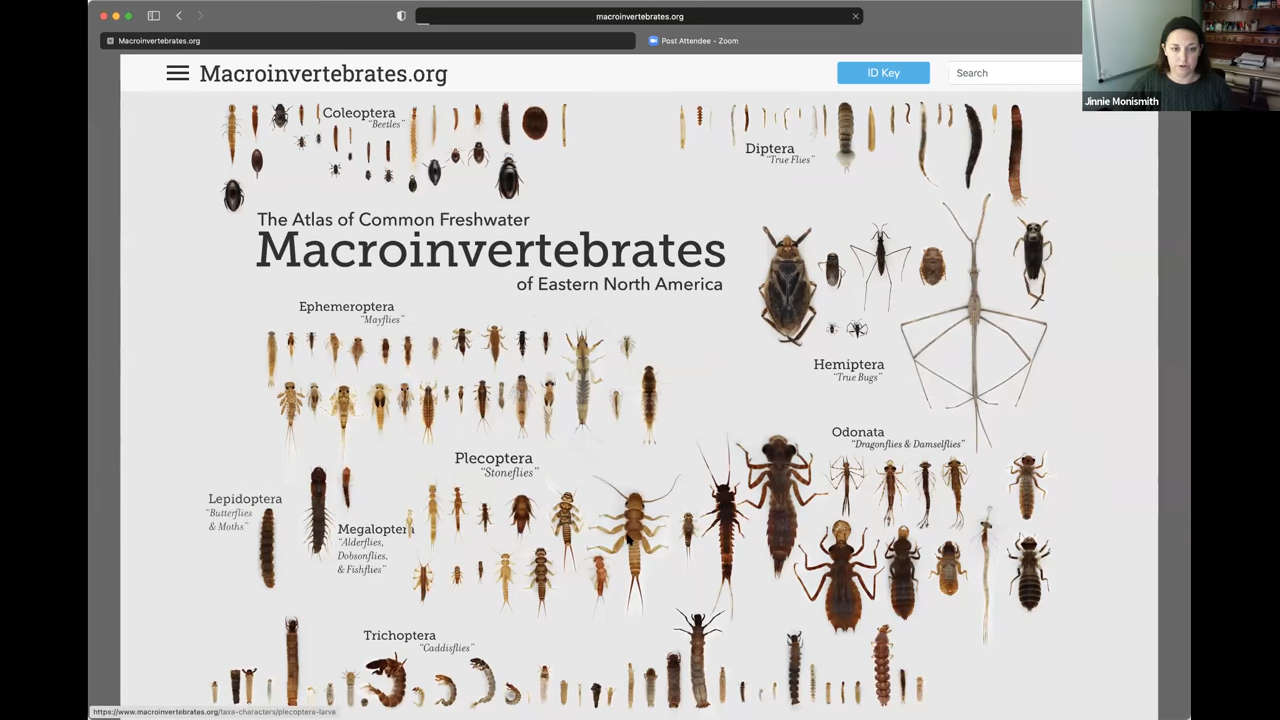 macroinvertebrates.org
Macroinvertebrates.org
Post Attendee - Zoom
Macroinvertebrates.org
ID Key
Search
Jinnie Monismith
Coleoptera
"Beetles"
Diptera
"True Flies"
The Atlas of Common Freshwater
Macroinvertebrates
of Eastern North America
Ephemeroptera
"Mayflies"
Hemiptera
"True Bugs"
Odonata
"Dragonflies & Damselflies"
Plecoptera
"Stoneflies"
Lepidoptera
"Butterflies
& Moths"
Megaloptera
"Alderflies,
Dobsonflies,
& Fishflies"
Trichoptera
"Caddisflies"
https://www.macroinvertebrates.org/taxa-characters/plecoptera-larva